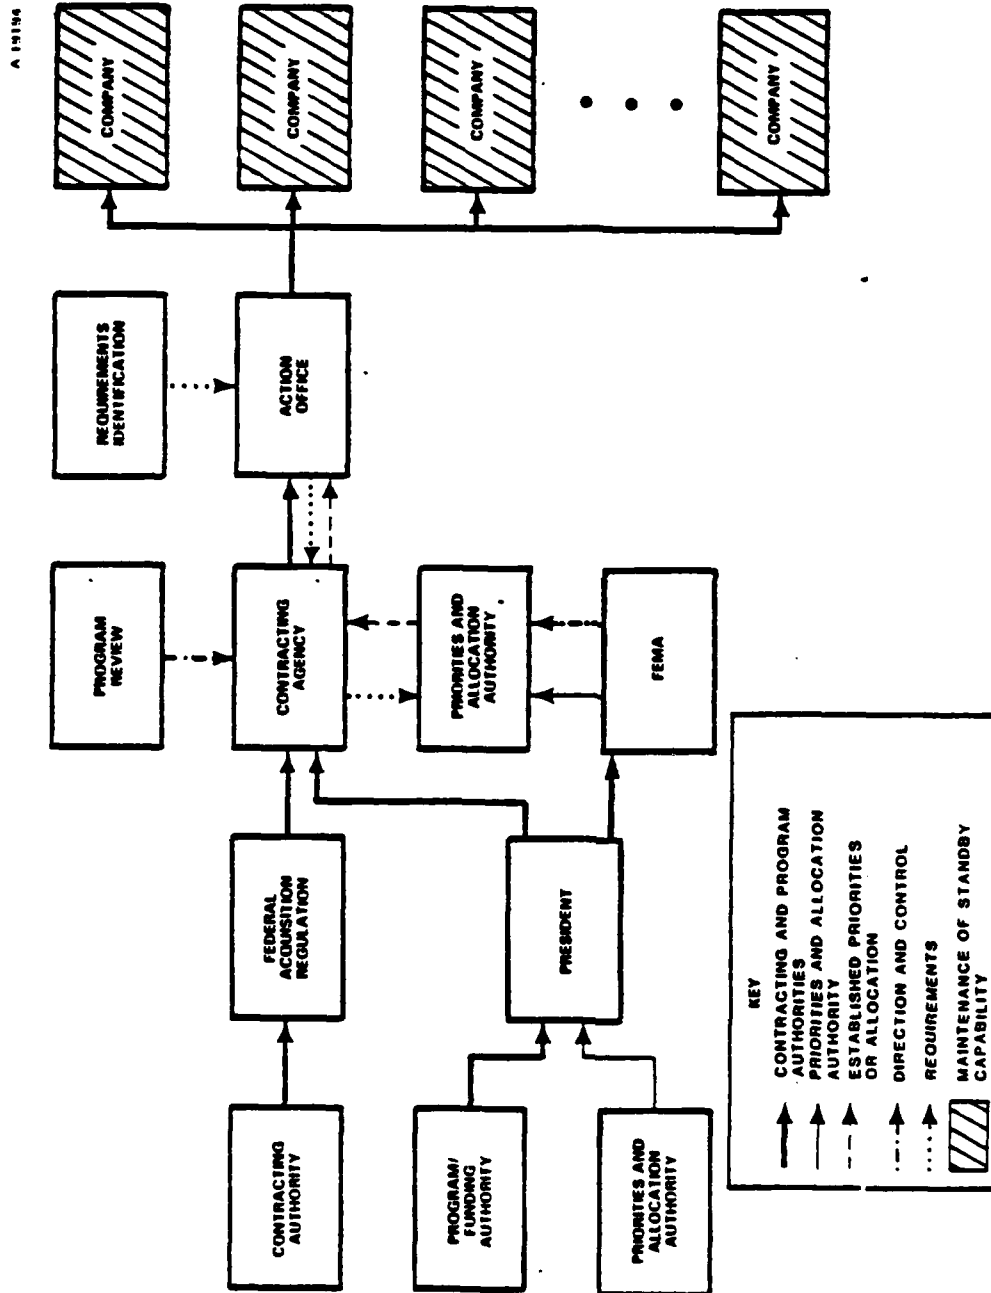 A 19194
CONTRACTING
AUTHORITY
PROGRAM/
FUNDING
AUTHORITY
PRIORITIES AND
ALLOCATION
AUTHORITY
FEDERAL
ACQUISITION
REGULATION
PRESIDENT
PROGRAM
REVIEW
CONTRACTING
AGENCY
PRIORITIES AND
ALLOCATION
AUTHORITY
FEMA
REQUIREMENTS
IDENTIFICATION
ACTION
OFFICE
COMPANY
COMPANY
COMPANY
COMPANY
KEY
CONTRACTING AND PROGRAM
AUTHORITIES
PRIORITIES AND ALLOCATION
AUTHORITY
ESTABLISHED PRIORITIES
OR ALLOCATION
DIRECTION AND CONTROL
REQUIREMENTS
MAINTENANCE OF STANDBY
CAPABILITY